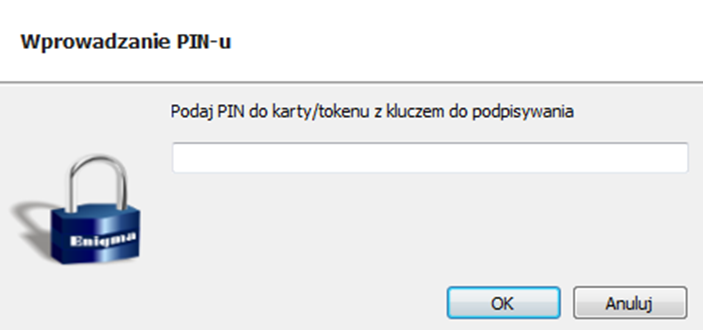 Wprowadzanie PIN-u
Podaj PIN do karty/tokenu z kluczem do podpisywania
Enigma
OK
Anuluj